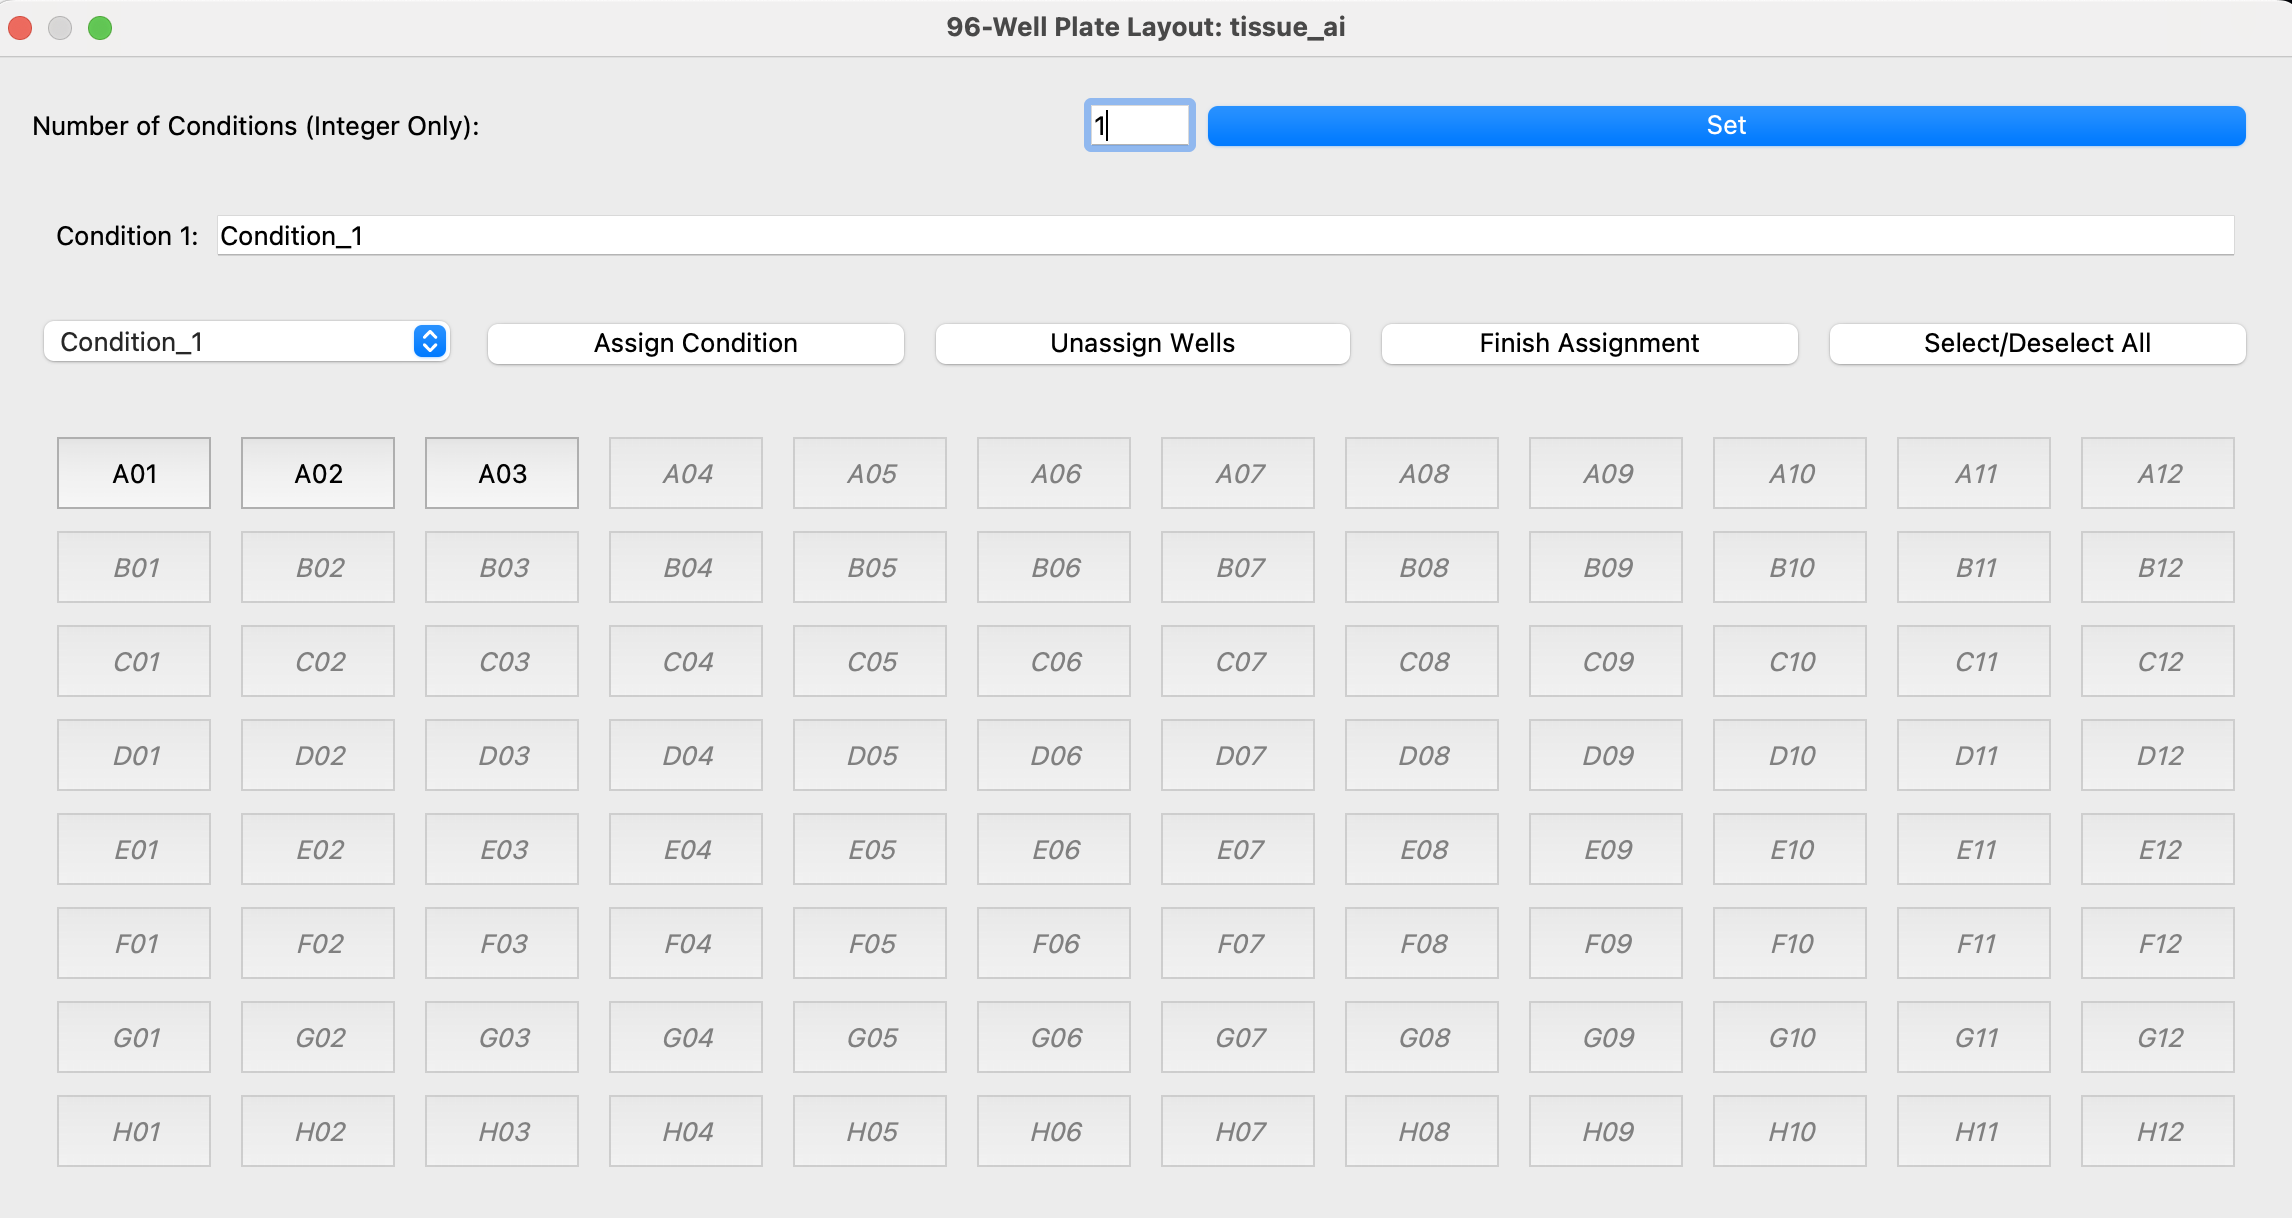 96-Well Plate Layout: tissue_ai
Number of Conditions (Integer Only): 1 Set
Condition 1: Condition_1
Condition_1 Assign Condition Unassign Wells Finish Assignment Select/Deselect All
A01 A02 A03 A04 A05 A06 A07 A08 A09 A10 A11 A12
B01 B02 B03 B04 B05 B06 B07 B08 B09 B10 B11 B12
C01 C02 C03 C04 C05 C06 C07 C08 C09 C10 C11 C12
D01 D02 D03 D04 D05 D06 D07 D08 D09 D10 D11 D12
E01 E02 E03 E04 E05 E06 E07 E08 E09 E10 E11 E12
F01 F02 F03 F04 F05 F06 F07 F08 F09 F10 F11 F12
G01 G02 G03 G04 G05 G06 G07 G08 G09 G10 G11 G12
H01 H02 H03 H04 H05 H06 H07 H08 H09 H10 H11 H12